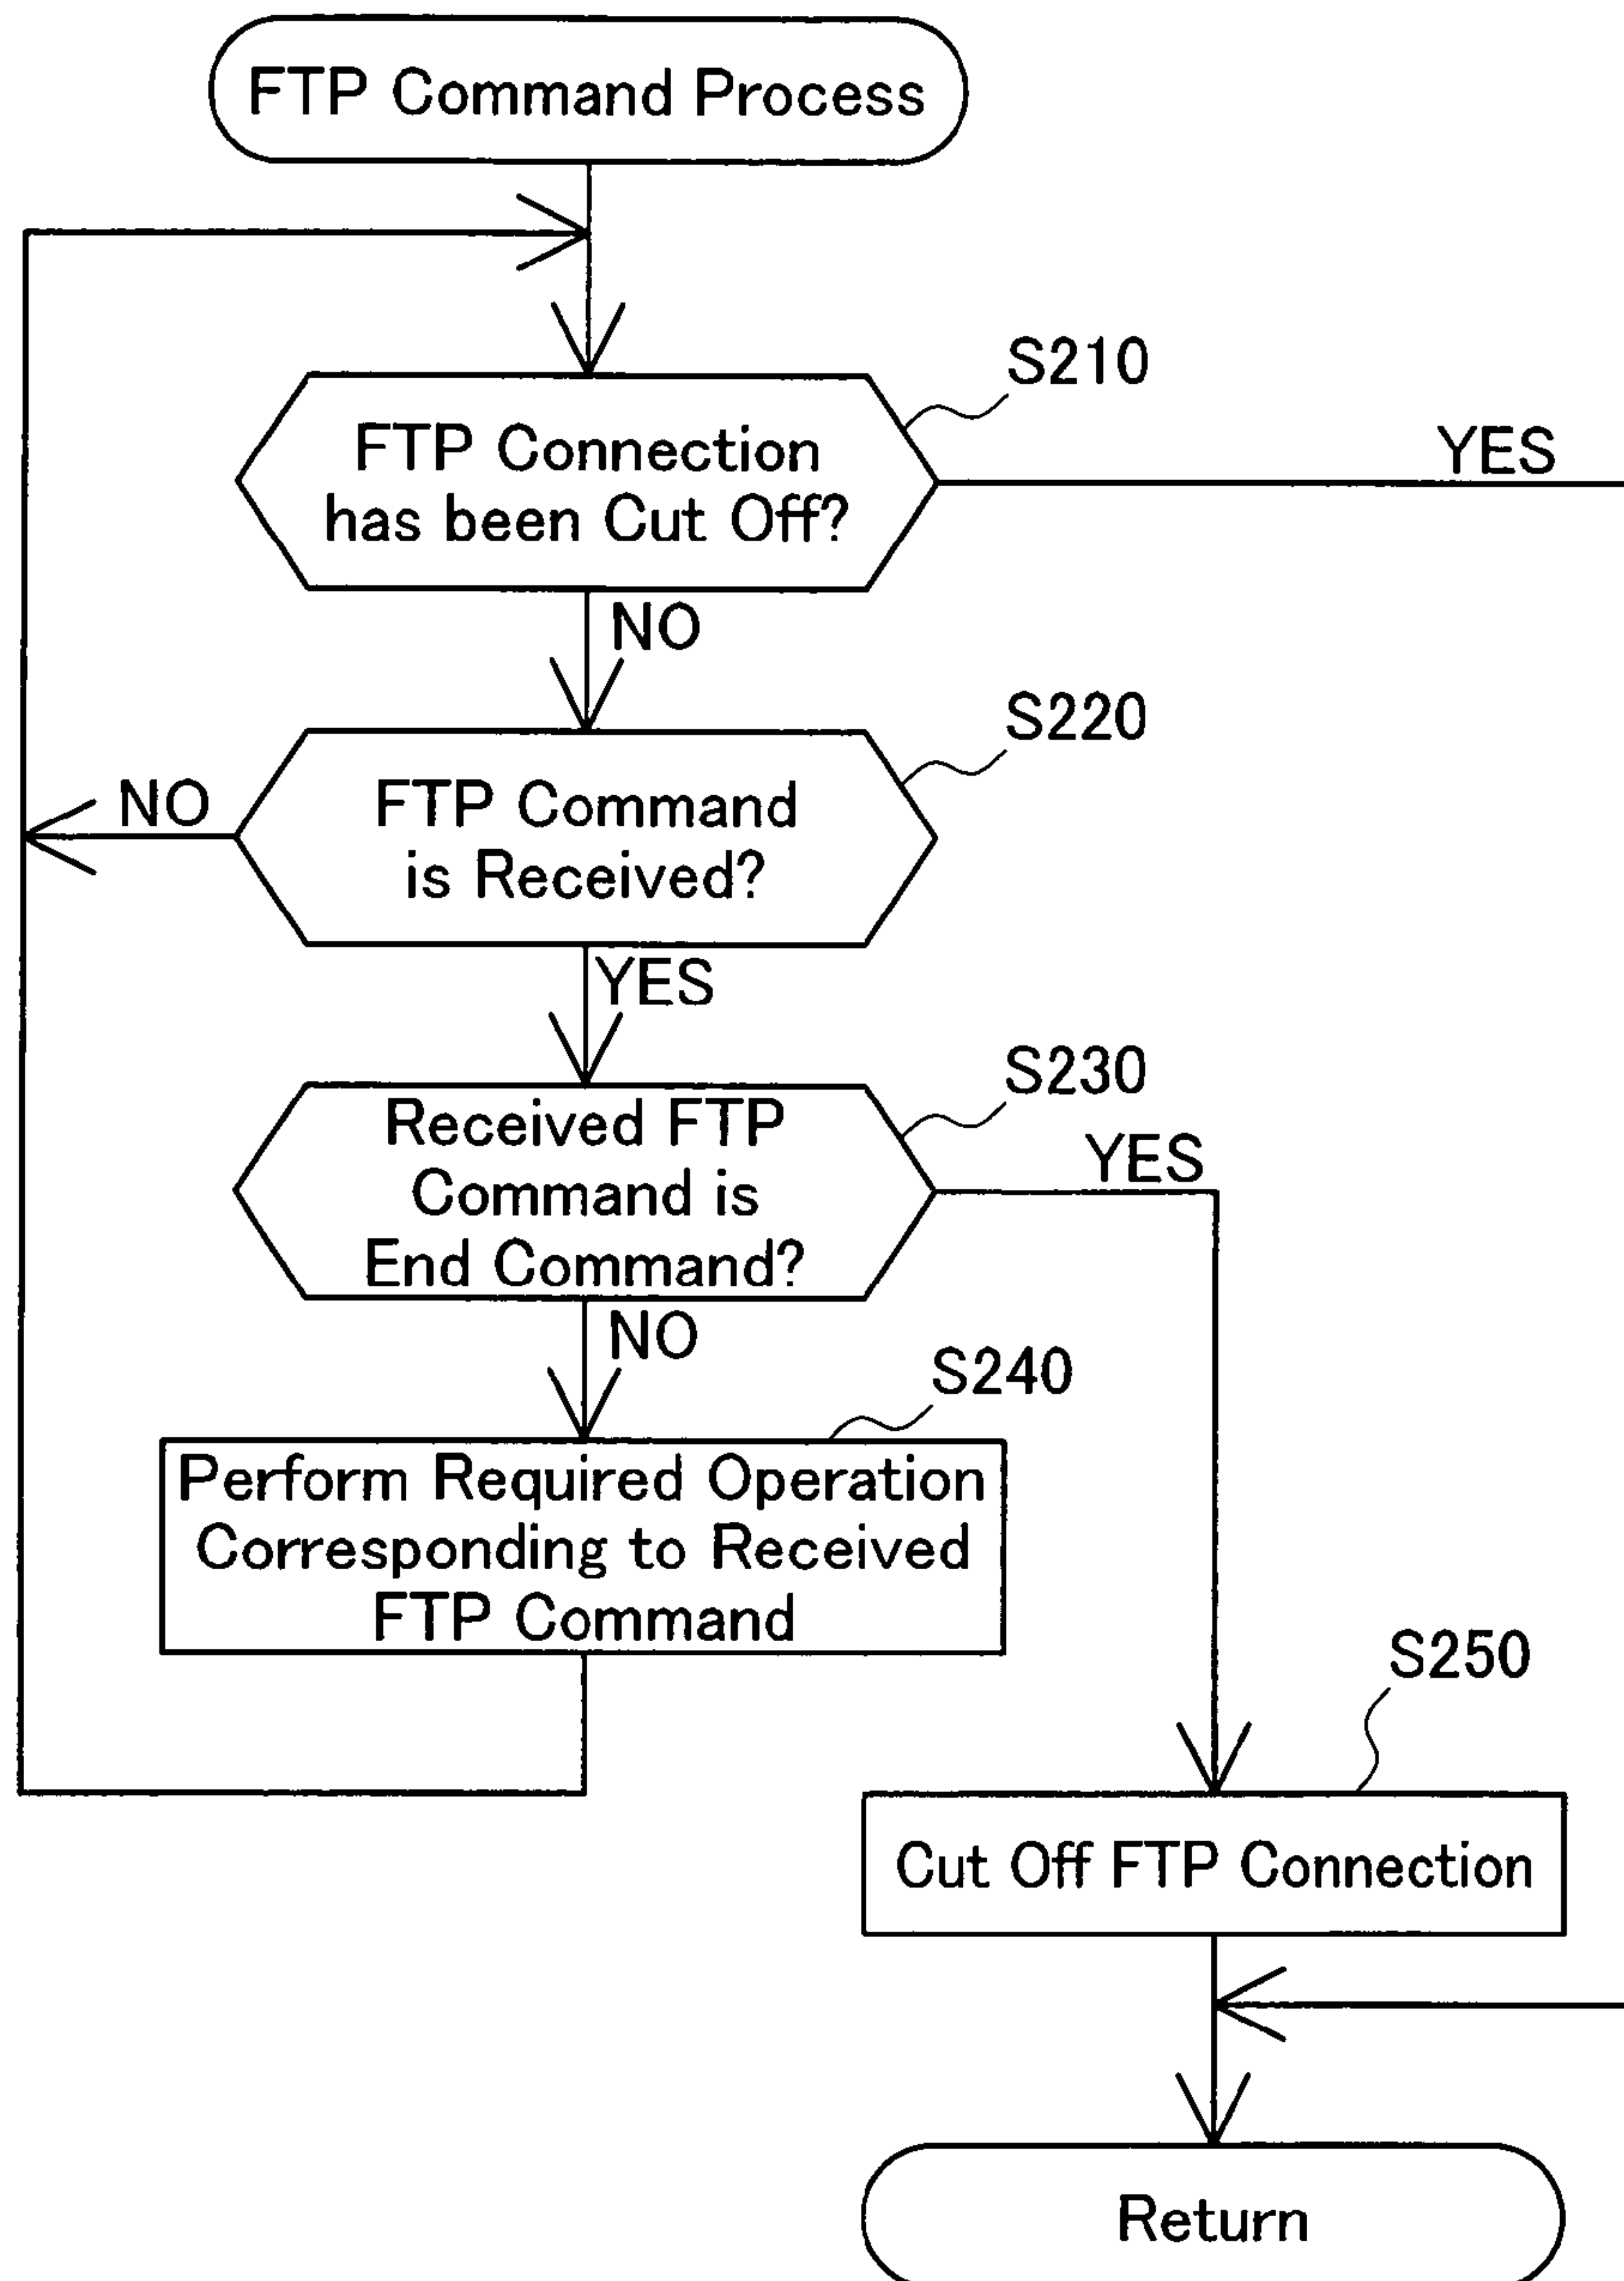 FTP Command Process
S210
FTP Connection
has been Cut Off?
YES
NO
S220
FTP Command
is Received?
NO
YES
S230
Received FTP
Command is
End Command?
YES
NO
S240
Perform Required Operation
Corresponding to Received
FTP Command
S250
Cut Off FTP Connection
Return